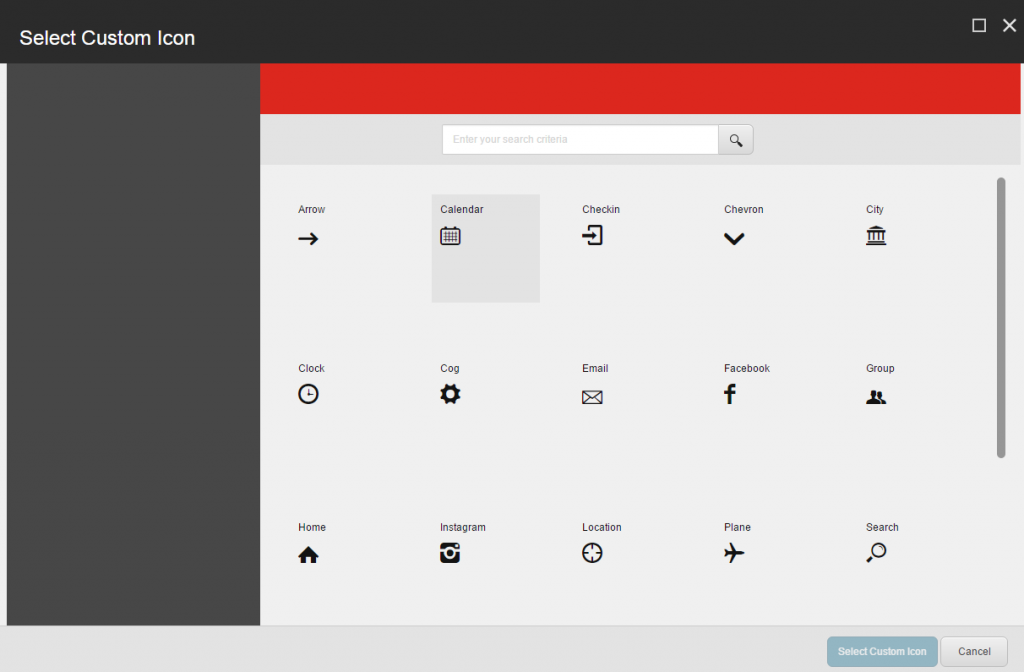 Select Custom Icon
Enter your search criteria
Arrow
Calendar
Checkin
Chevron
City
Clock
Cog
Email
Facebook
Group
Home
Instagram
Location
Plane
Search
Select Custom Icon
Cancel